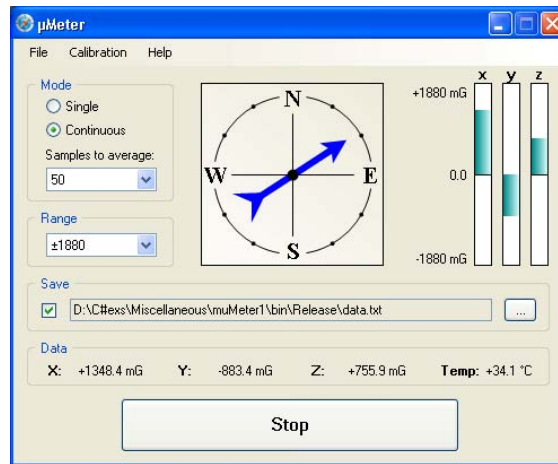 µMeter
File Calibration Help
Mode
Single
Continuous
Samples to average:
50
Range
±1880
N
W E
S
x y z
+1880 mG
0.0
-1880 mG
Save
D:\C#exs\Miscellaneous\muMeter1\bin\Release\data.txt
...
Data
X: +1348.4 mG Y: -883.4 mG Z: +755.9 mG Temp: +34.1 °C
Stop